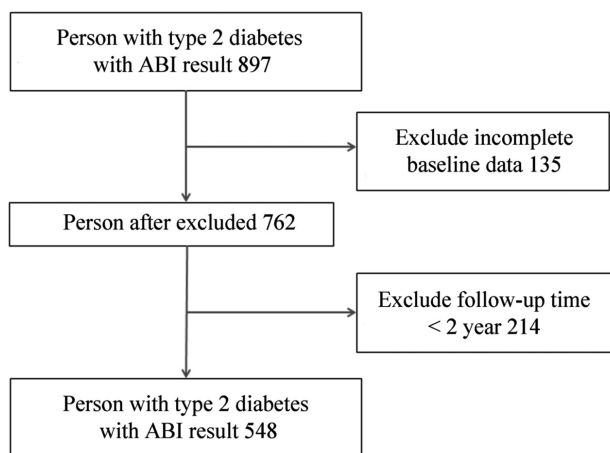 Person with type 2 diabetes
with ABI result 897
Exclude incomplete
baseline data 135
Person after excluded 762
Exclude follow-up time
< 2 year 214
Person with type 2 diabetes
with ABI result 548